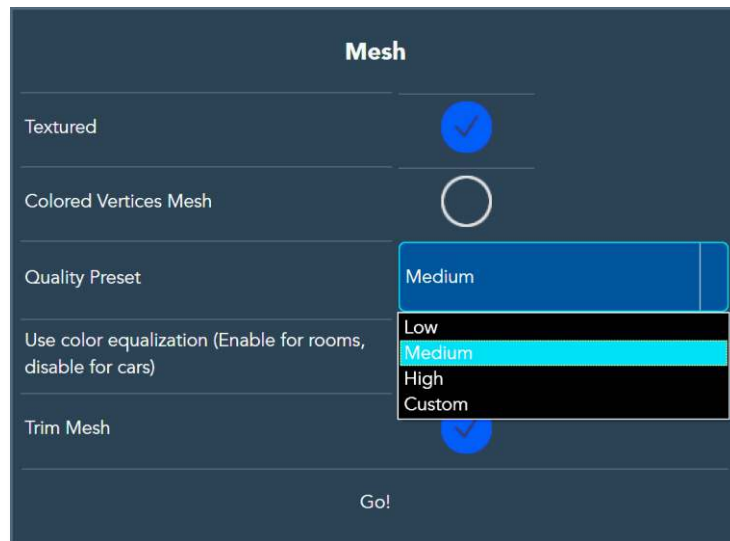 Mesh
Textured
Colored Vertices Mesh
Quality Preset
Medium
Low
Medium
High
Custom
Use color equalization (Enable for rooms,
disable for cars)
Trim Mesh
Go!